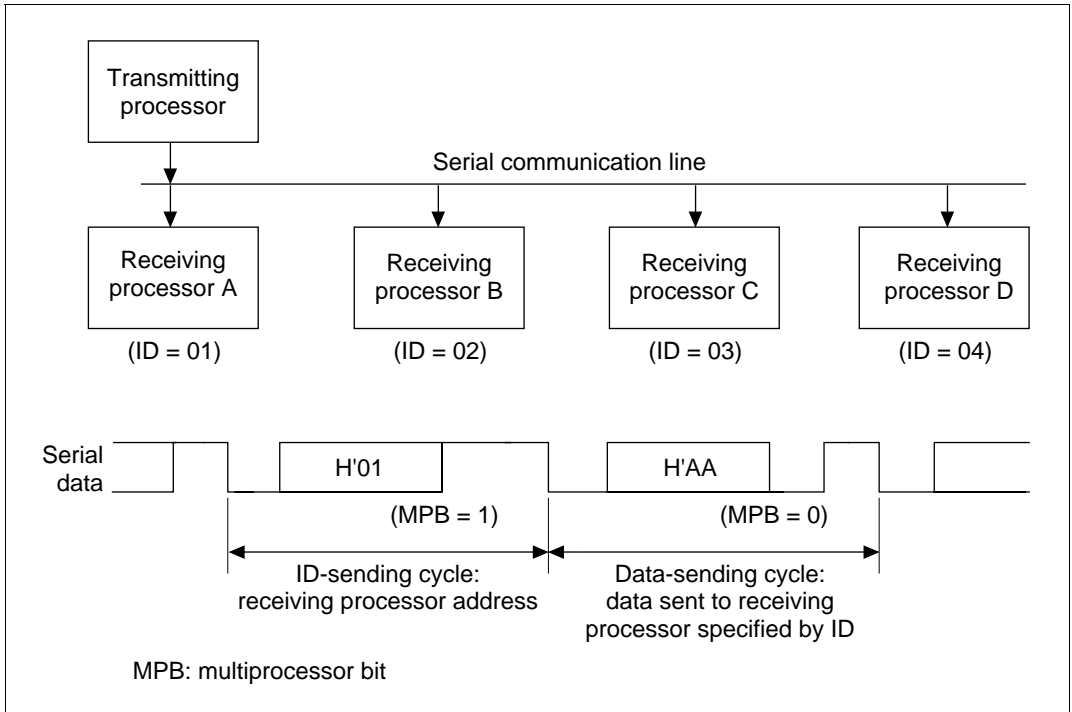 Transmitting
processor
Serial communication line
Receiving
processor A
Receiving
processor B
Receiving
processor C
Receiving
processor D
(ID = 01)
(ID = 02)
(ID = 03)
(ID = 04)
Serial
data
H'01
H'AA
(MPB = 1)
(MPB = 0)
ID-sending cycle:
receiving processor address
Data-sending cycle:
data sent to receiving
processor specified by ID
MPB: multiprocessor bit